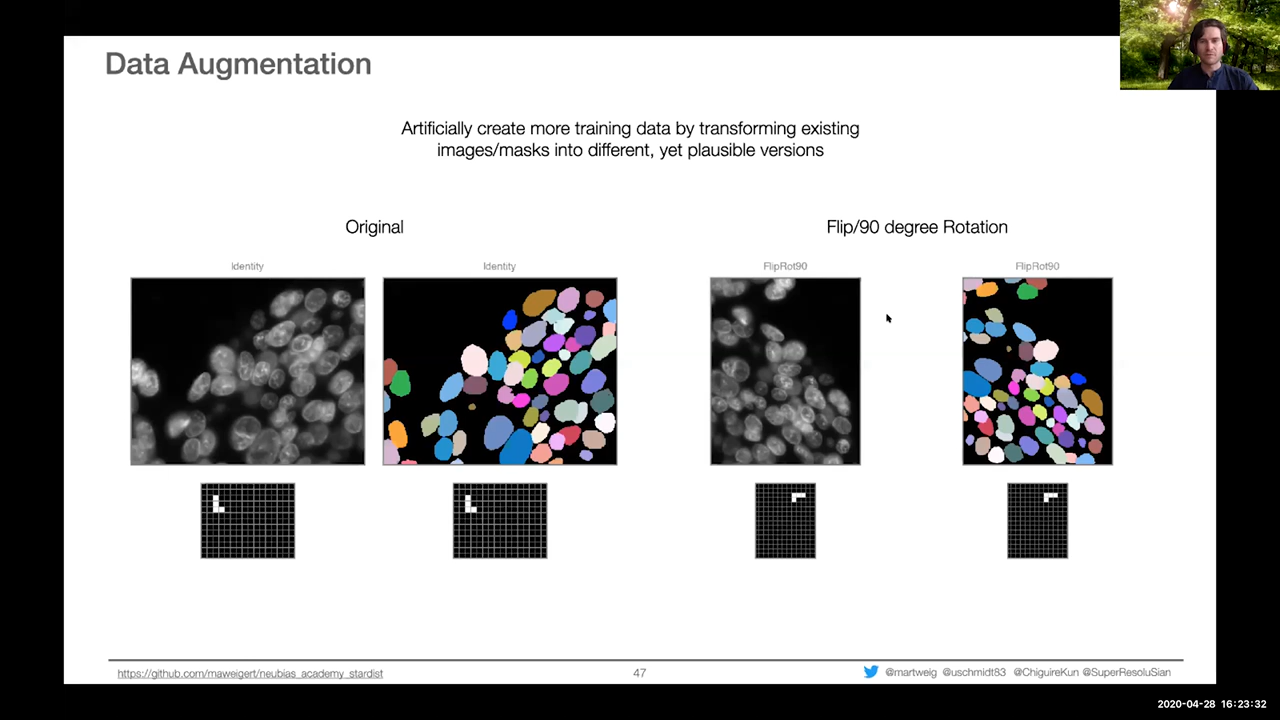 Data Augmentation
Artificially create more training data by transforming existing
images/masks into different, yet plausible versions
Original
Flip/90 degree Rotation
Identity
Identity
FlipRot90
FlipRot90
https://github.com/maweigert/neubias_academy_stardist
47
@martweig @uschmidt83 @ChiguireKun @SuperResoluSian
2020-04-28 16:23:32